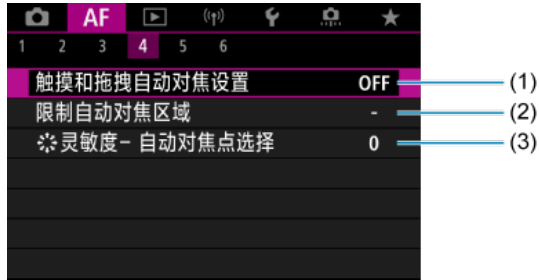 AF
1 2 3 4 5 6
触摸和拖拽自动对焦设置 OFF (1)
限制自动对焦区域 - (2)
灵敏度- 自动对焦点选择 0 (3)